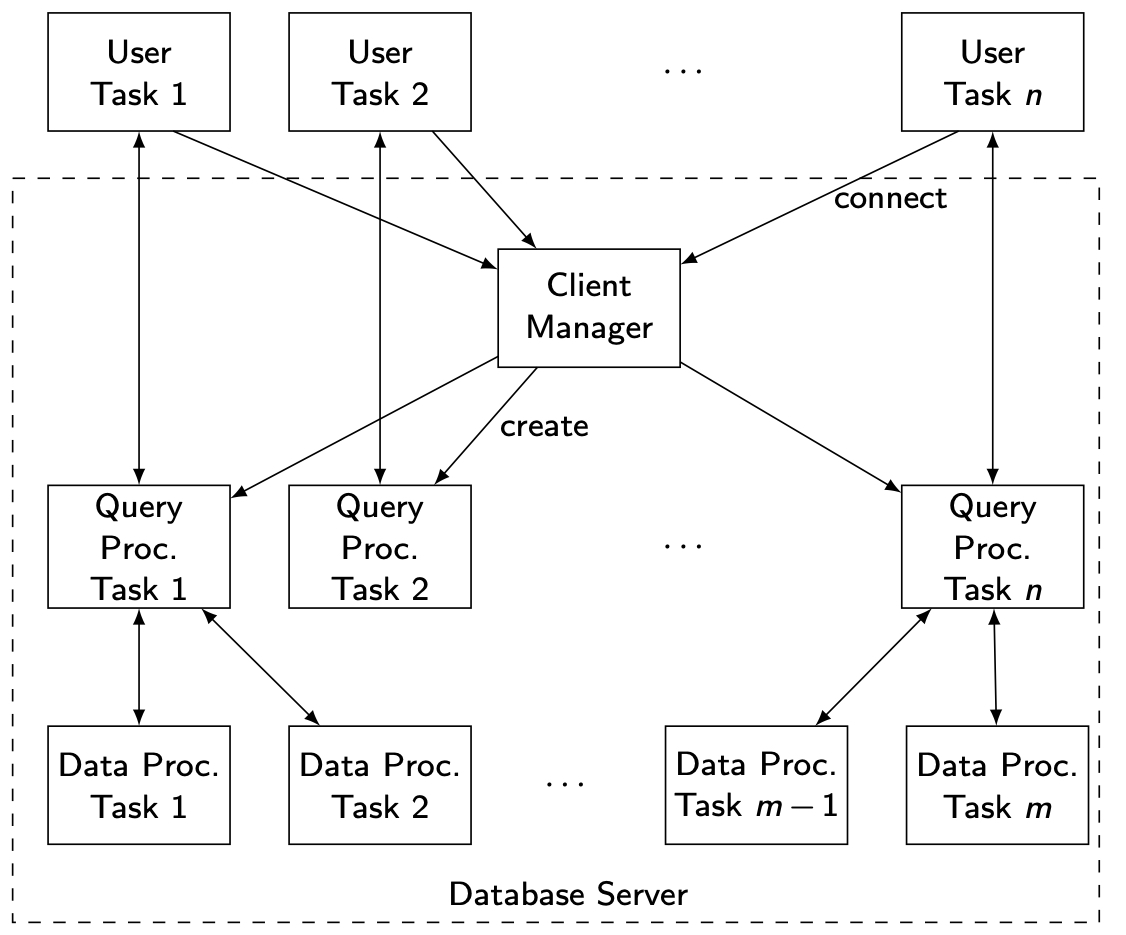 User
Task 1
User
Task 2
. . .
User
Task n
connect
Client
Manager
create
Query
Proc.
Task 1
Query
Proc.
Task 2
. . .
Query
Proc.
Task n
Data Proc.
Task 1
Data Proc.
Task 2
. . .
Data Proc.
Task m − 1
Data Proc.
Task m
Database Server